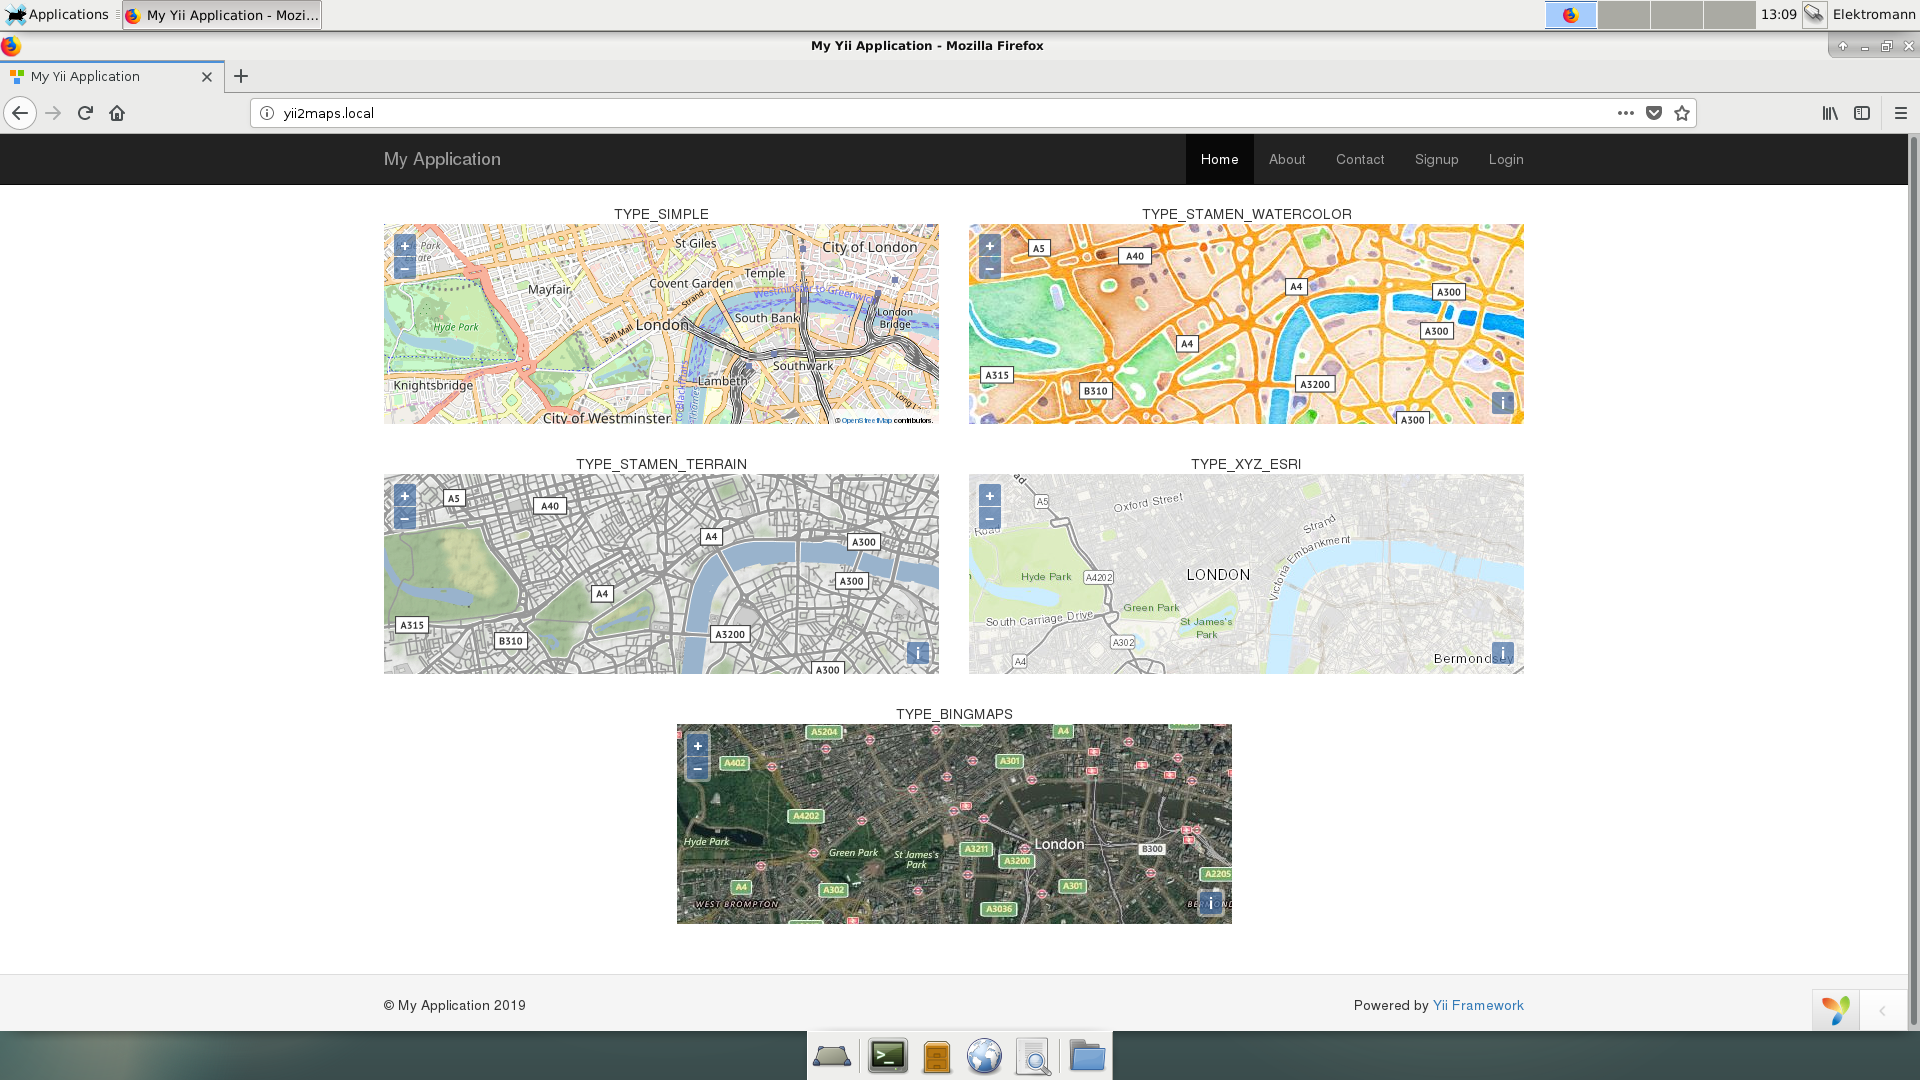 Applications My Yii Application - Mozi... 13:09 Elektromann
My Yii Application - Mozilla Firefox
My Yii Application
yii2maps.local
My Application Home About Contact Signup Login
TYPE_SIMPLE
Park
Estate
St Giles
City of London
Temple
Covent Garden
Mayfair
Westminster to Greenwich
Strand
South Bank
London Bridge
Hyde Park
London
Pall Mall
Southwark
Lambeth
Knightsbridge
City of Westminster
Thames
© OpenStreetMap contributors.
TYPE_STAMEN_WATERCOLOR
A5
A40
A4
A300
A300
A4
A315
B310
A3200
A300
i
TYPE_STAMEN_TERRAIN
A5
A40
A4
A300
A300
A4
A315
B310
A3200
A300
i
TYPE_XYZ_ESRI
A5
Oxford Street
Strand
Road
Victoria Embankment
Hyde Park
A4202
LONDON
Green Park
South Carriage Drive
St James's
Park
A302
A4
Bermondsey
i
TYPE_BINGMAPS
A5204
A4
A402
A301
A4202
Hyde Park
Green Park
St James's
Park
A3211
London
B300
A3200
A4
A302
A301
A2205
WEST BROMPTON
A3036
i
© My Application 2019 Powered by Yii Framework